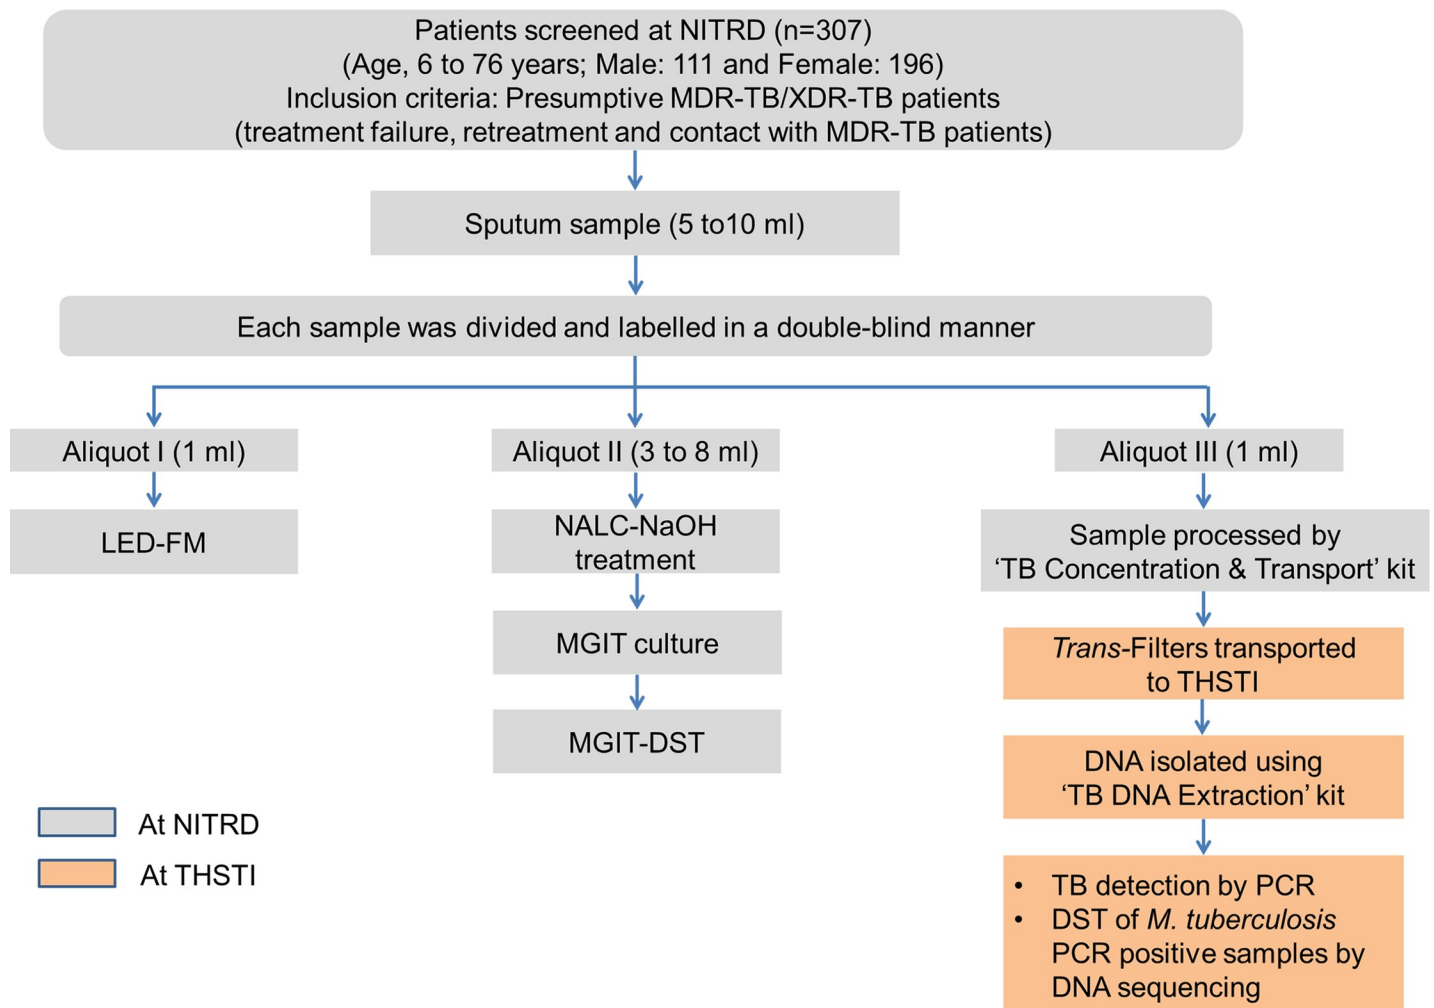 Patients screened at NITRD (n=307)
(Age, 6 to 76 years; Male: 111 and Female: 196)
Inclusion criteria: Presumptive MDR-TB/XDR-TB patients
(treatment failure, retreatment and contact with MDR-TB patients)
Sputum sample (5 to10 ml)
Each sample was divided and labelled in a double-blind manner
Aliquot I (1 ml)
LED-FM
Aliquot II (3 to 8 ml)
NALC-NaOH
treatment
MGIT culture
MGIT-DST
Aliquot III (1 ml)
Sample processed by
‘TB Concentration & Transport’ kit
Trans-Filters transported
to THSTI
DNA isolated using
‘TB DNA Extraction’ kit
• TB detection by PCR
• DST of M. tuberculosis
PCR positive samples by
DNA sequencing
At NITRD
At THSTI